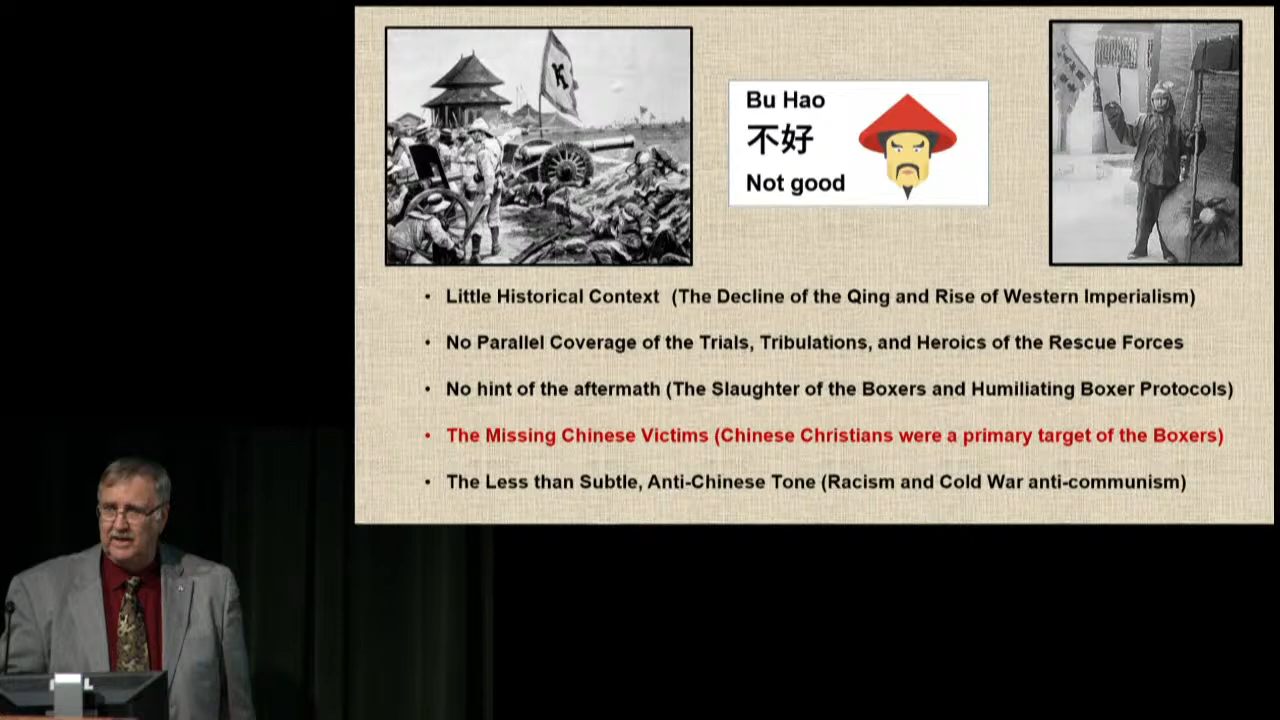 Bu Hao
不好
Not good
• Little Historical Context (The Decline of the Qing and Rise of Western Imperialism)
• No Parallel Coverage of the Trials, Tribulations, and Heroics of the Rescue Forces
• No hint of the aftermath (The Slaughter of the Boxers and Humiliating Boxer Protocols)
• The Missing Chinese Victims (Chinese Christians were a primary target of the Boxers)
• The Less than Subtle, Anti-Chinese Tone (Racism and Cold War anti-communism)